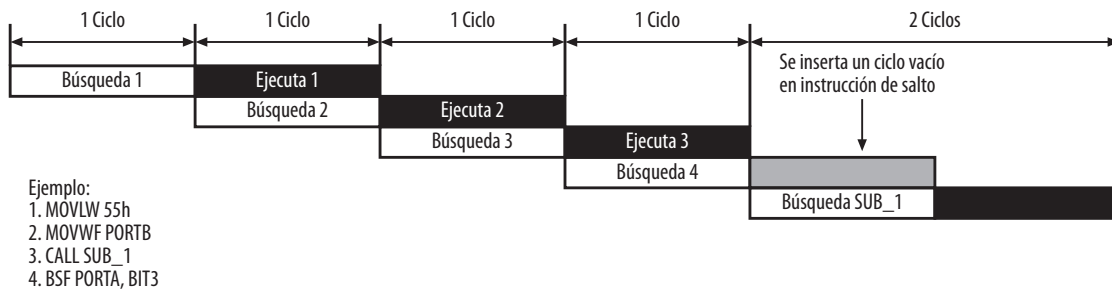 1 Ciclo 1 Ciclo 1 Ciclo 1 Ciclo 2 Ciclos
Se inserta un ciclo vacío
en instrucción de salto
Búsqueda 1 Ejecuta 1
Búsqueda 2 Ejecuta 2
Búsqueda 3 Ejecuta 3
Búsqueda 4
Búsqueda SUB_1
Ejemplo:
1. MOVLW 55h
2. MOVWF PORTB
3. CALL SUB_1
4. BSF PORTA, BIT3